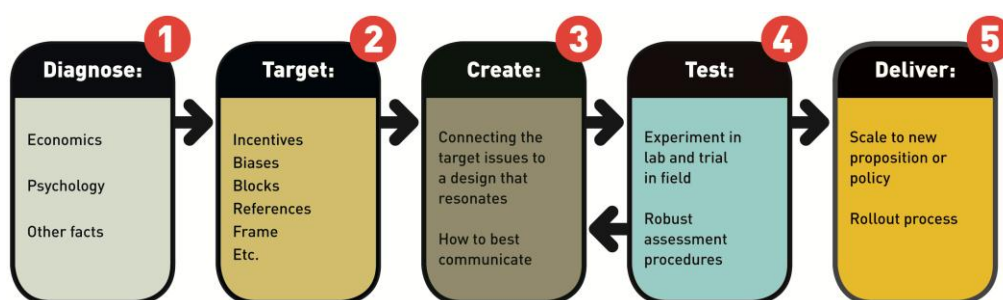 1
Diagnose:
Economics
Psychology
Other facts
2
Target:
Incentives
Biases
Blocks
References
Frame
Etc.
3
Create:
Connecting the
target issues to
a design that
resonates
How to best
communicate
4
Test:
Experiment in
lab and trial
in field
Robust
assessment
procedures
5
Deliver:
Scale to new
proposition or
policy
Rollout process